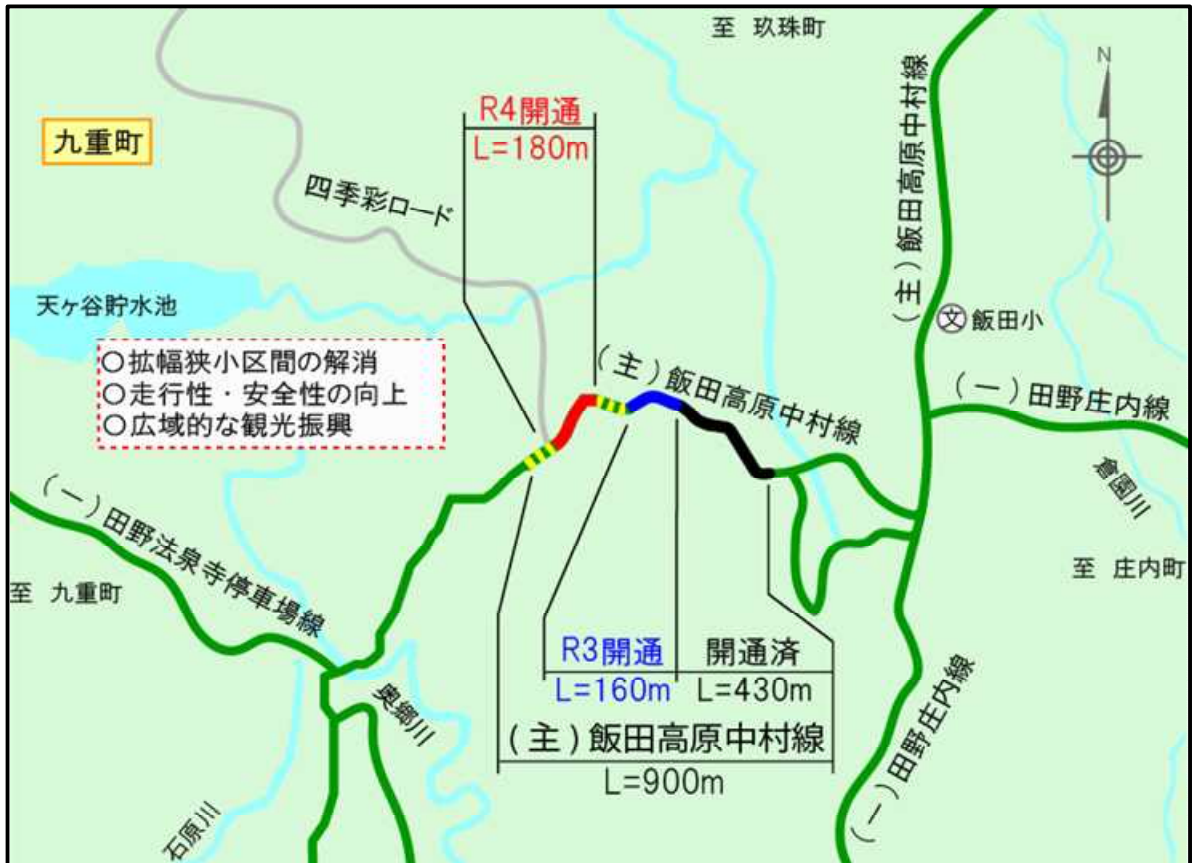 至 玖珠町
N
九重町
R4開通
L=180m
四季彩ロード
(主)飯田高原中村線
天ヶ谷貯水池
文 飯田小
○拡幅狭小区間の解消
○走行性・安全性の向上
○広域的な観光振興
(主)飯田高原中村線
(一)田野庄内線
倉園川
(一)田野法泉寺停車場線
至 九重町
至 庄内町
R3開通
L=160m
開通済
L=430m
奥郷川
(主)飯田高原中村線
L=900m
(一)田野庄内線
石原川